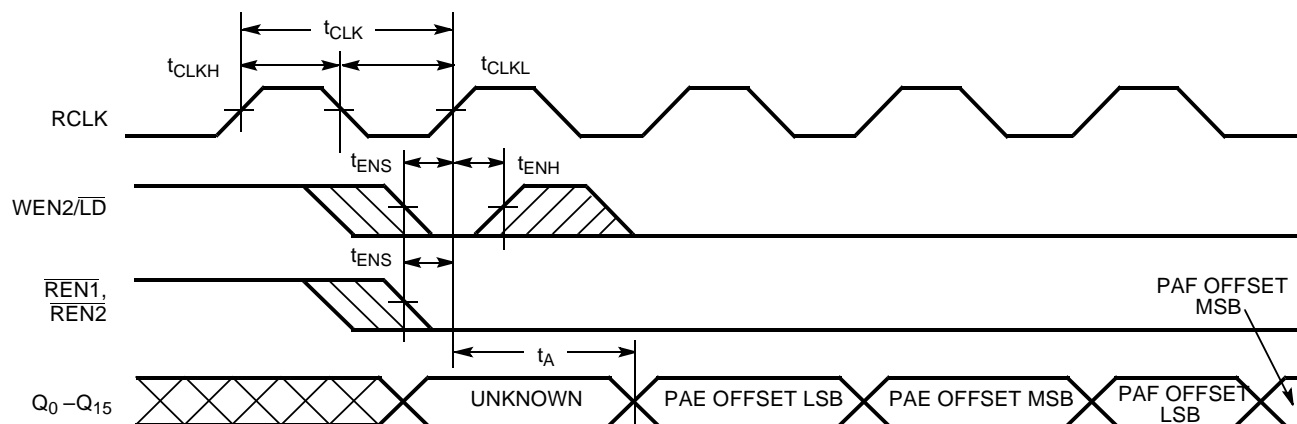 tCLK
tCLKH
tCLKL
RCLK
tENS
tENH
WEN2/LD
tENS
REN1,
REN2
PAF OFFSET
MSB
tA
Q0 –Q15
UNKNOWN
PAE OFFSET LSB
PAE OFFSET MSB
PAF OFFSET
LSB